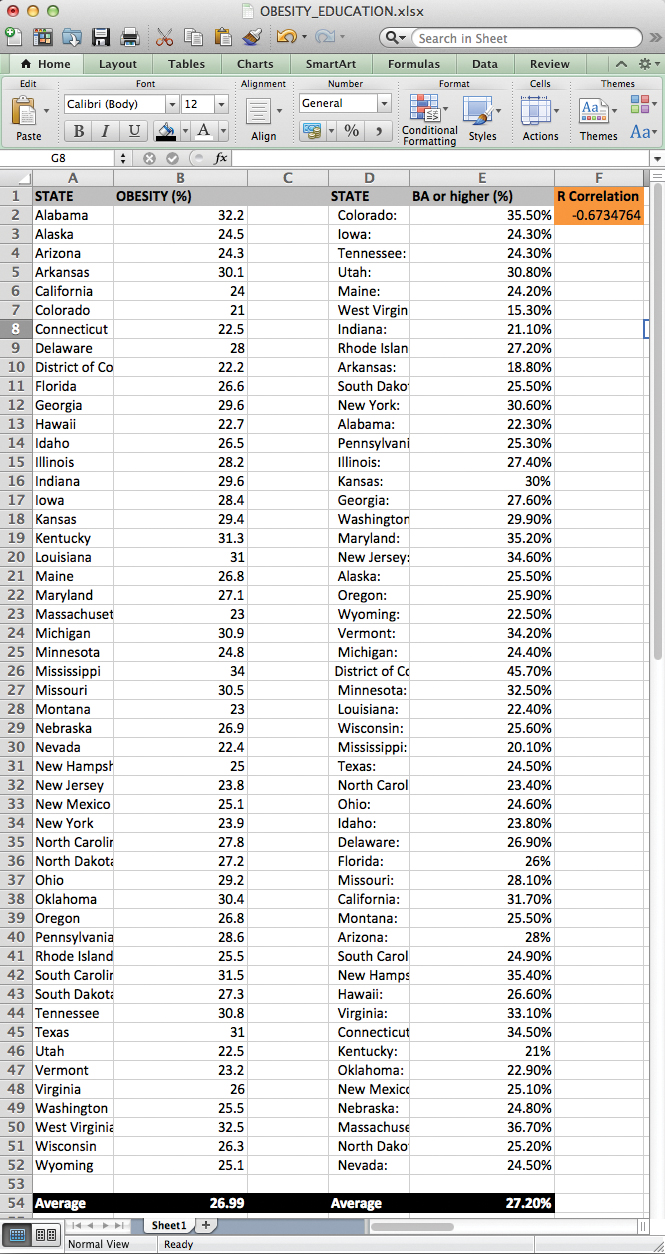 OBESITY_EDUCATION.xlsx
Search in Sheet
Home Layout Tables Charts SmartArt Formulas Data Review
Edit Font Alignment Number Format Cells Themes
Calibri (Body) 12 General
B I U A % , Aa
Paste Align Conditional Formatting Styles Actions Themes Aa
G8 fx
A B C D E F
1 STATE OBESITY (%) STATE BA or higher (%) R Correlation
2 Alabama 32.2 Colorado: 35.50% -0.6734764
3 Alaska 24.5 Iowa: 24.30%
4 Arizona 24.3 Tennessee: 24.30%
5 Arkansas 30.1 Utah: 30.80%
6 California 24 Maine: 24.20%
7 Colorado 21 West Virgin 15.30%
8 Connecticut 22.5 Indiana: 21.10%
9 Delaware 28 Rhode Islan 27.20%
10 District of Co 22.2 Arkansas: 18.80%
11 Florida 26.6 South Dako 25.50%
12 Georgia 29.6 New York: 30.60%
13 Hawaii 22.7 Alabama: 22.30%
14 Idaho 26.5 Pennsylvani 25.30%
15 Illinois 28.2 Illinois: 27.40%
16 Indiana 29.6 Kansas: 30%
17 Iowa 28.4 Georgia: 27.60%
18 Kansas 29.4 Washington 29.90%
19 Kentucky 31.3 Maryland: 35.20%
20 Louisiana 31 New Jersey: 34.60%
21 Maine 26.8 Alaska: 25.50%
22 Maryland 27.1 Oregon: 25.90%
23 Massachuset 23 Wyoming: 22.50%
24 Michigan 30.9 Vermont: 34.20%
25 Minnesota 24.8 Michigan: 24.40%
26 Mississippi 34 District of Co 45.70%
27 Missouri 30.5 Minnesota: 32.50%
28 Montana 23 Louisiana: 22.40%
29 Nebraska 26.9 Wisconsin: 25.60%
30 Nevada 22.4 Mississippi: 20.10%
31 New Hampsh 25 Texas: 24.50%
32 New Jersey 23.8 North Carol 23.40%
33 New Mexico 25.1 Ohio: 24.60%
34 New York 23.9 Idaho: 23.80%
35 North Carolin 27.8 Delaware: 26.90%
36 North Dakota 27.2 Florida: 26%
37 Ohio 29.2 Missouri: 28.10%
38 Oklahoma 30.4 California: 31.70%
39 Oregon 26.8 Montana: 25.50%
40 Pennsylvania 28.6 Arizona: 28%
41 Rhode Island 25.5 South Carol 24.90%
42 South Carolin 31.5 New Hamps 35.40%
43 South Dakota 27.3 Hawaii: 26.60%
44 Tennessee 30.8 Virginia: 33.10%
45 Texas 31 Connecticut 34.50%
46 Utah 22.5 Kentucky: 21%
47 Vermont 23.2 Oklahoma: 22.90%
48 Virginia 26 New Mexico 25.10%
49 Washington 25.5 Nebraska: 24.80%
50 West Virginia 32.5 Massachuse 36.70%
51 Wisconsin 26.3 North Dako 25.20%
52 Wyoming 25.1 Nevada: 24.50%
53
54 Average 26.99 Average 27.20%
Sheet1
Normal View Ready